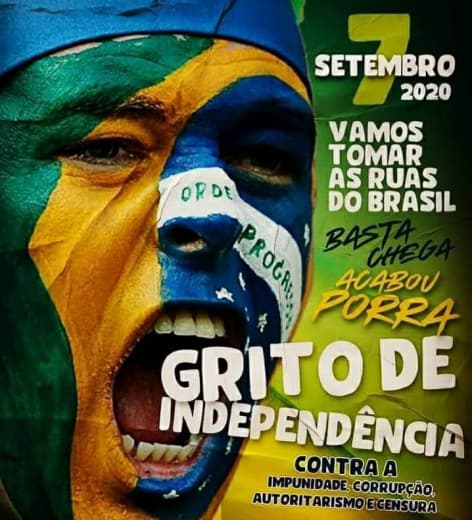 7
SETEMBRO
2020
VAMOS
TOMAR
AS RUAS
DO BRASIL
BASTA
CHEGA
ACABOU
PORRA
ORDE
PROGRESSO
GRITO DE
INDEPENDÊNCIA
CONTRA A
IMPUNIDADE, CORRUPÇÃO,
AUTORITARISMO E CENSURA